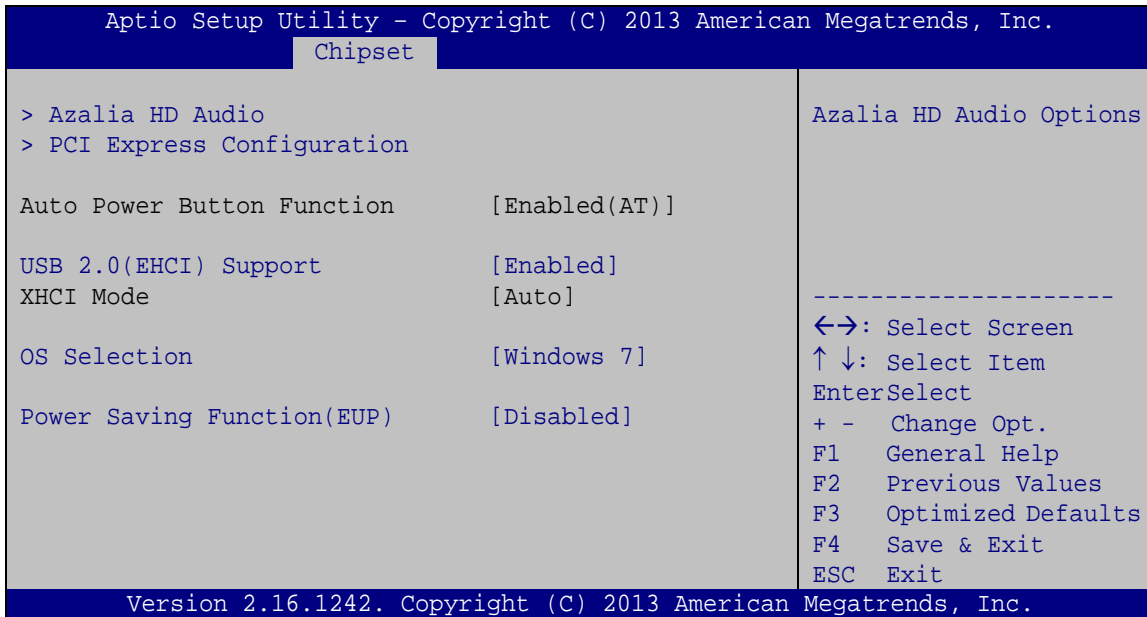 Aptio Setup Utility – Copyright (C) 2013 American Megatrends, Inc.
Chipset
> Azalia HD Audio
> PCI Express Configuration
Auto Power Button Function [Enabled(AT)]
USB 2.0(EHCI) Support [Enabled]
XHCI Mode [Auto]
OS Selection [Windows 7]
Power Saving Function(EUP) [Disabled]
Azalia HD Audio Options
---------------------
←→: Select Screen
↑ ↓: Select Item
EnterSelect
+ - Change Opt.
F1 General Help
F2 Previous Values
F3 Optimized Defaults
F4 Save & Exit
ESC Exit
Version 2.16.1242. Copyright (C) 2013 American Megatrends, Inc.